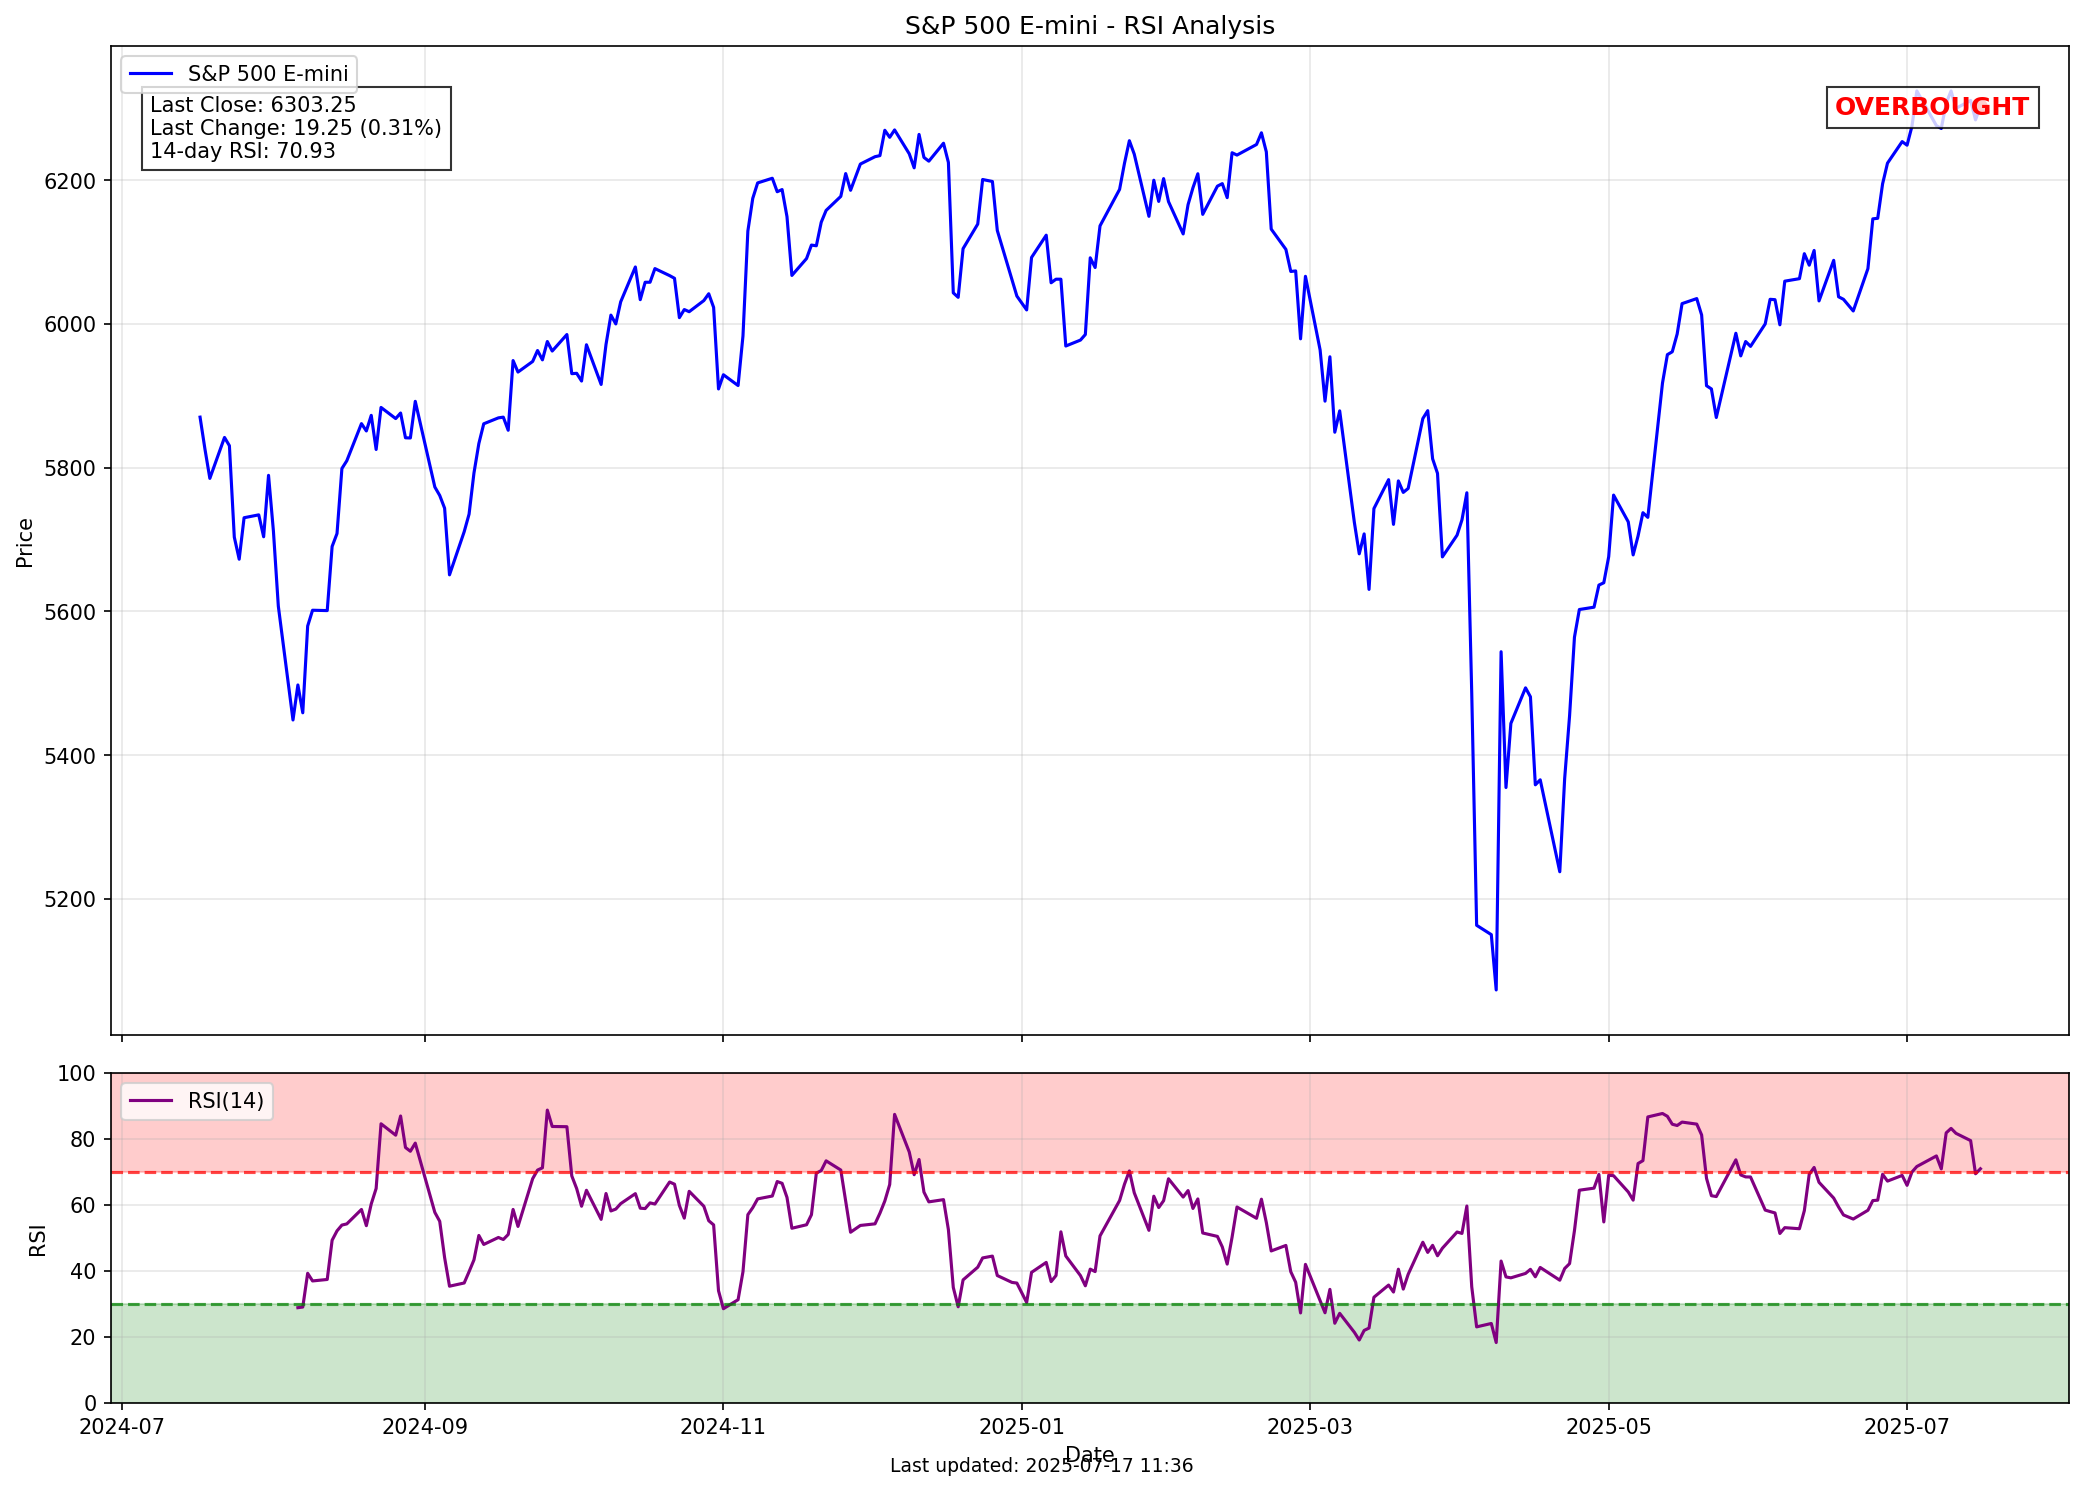 S&P 500 E-mini - RSI Analysis
S&P 500 E-mini
Last Close: 6303.25
Last Change: 19.25 (0.31%)
14-day RSI: 70.93
OVERBOUGHT
Price
6200
6000
5800
5600
5400
5200
RSI(14)
RSI
100
80
60
40
20
0
2024-07
2024-09
2024-11
2025-01
2025-03
2025-05
2025-07
Date
Last updated: 2025-07-17 11:36